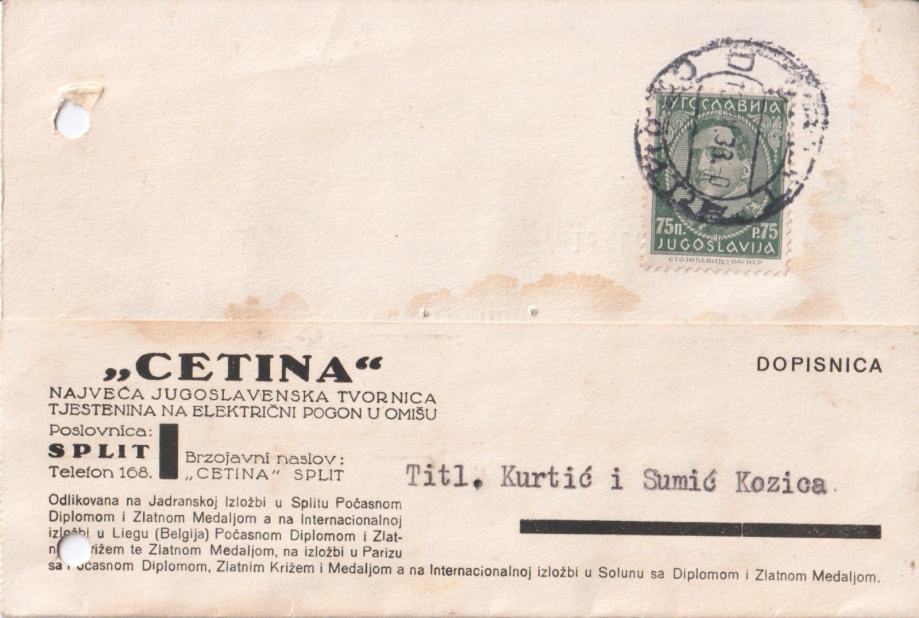 ЈУГОСЛАВИЈА
75П. P.75
JUGOSLAVIJA
D
„CETINA“
DOPISNICA
NAJVEĆA JUGOSLAVENSKA TVORNICA
TJESTENINA NA ELEKTRIČNI POGON U OMIŠU
Poslovnica:
SPLIT
Telefon 168.
Brzojavni naslov:
„CETINA“ SPLIT
Titl. Kurtić i Sumić Kozica
Odlikovana na Jadranskoj Izložbi u Splitu Počasnom
Diplomom i Zlatnom Medaljom a na Internacionalnoj
izložbi u Liegu (Belgija) Počasnom Diplomom i Zlat-
Križem te Zlatnom Medaljom, na izložbi u Parizu
sa Počasnom Diplomom, Zlatnim Križem i Medaljom a na Internacionalnoj izložbi u Solunu sa Diplomom i Zlatnom Medaljom.